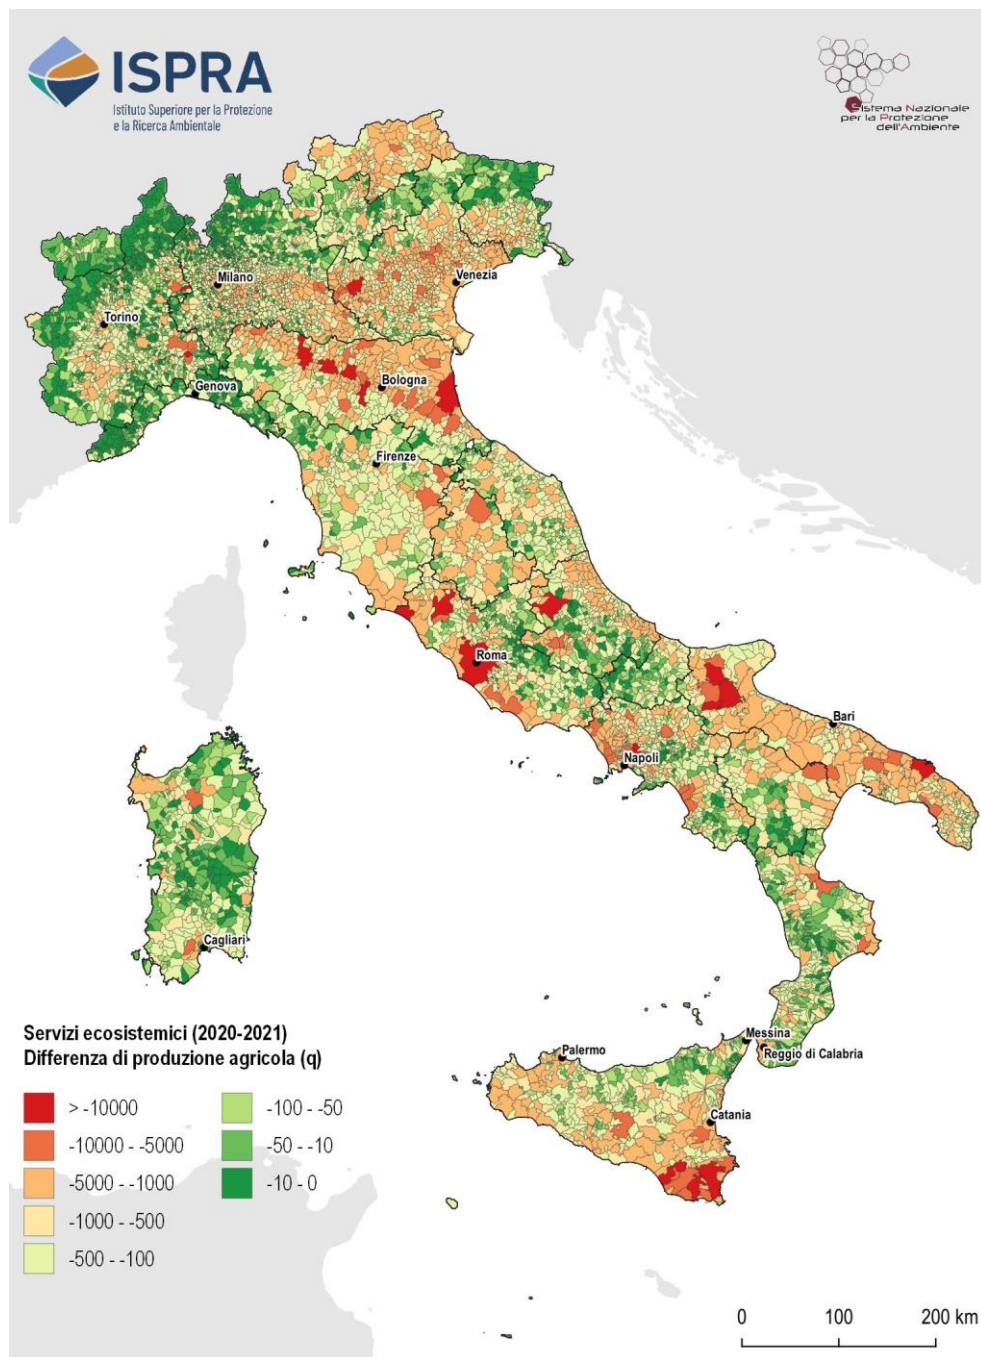 ISPRA
Istituto Superiore per la Protezione
e la Ricerca Ambientale
Sistema Nazionale
per la Protezione
dell'Ambiente
Milano
Venezia
Torino
Bologna
Genova
Firenze
Roma
Bari
Napoli
Cagliari
Messina
Reggio di Calabria
Palermo
Catania
Servizi ecosistemici (2020-2021)
Differenza di produzione agricola (q)
> -10000
-10000 - -5000
-5000 - -1000
-1000 - -500
-500 - -100
-100 - -50
-50 - -10
-10 - 0
0 100 200 km